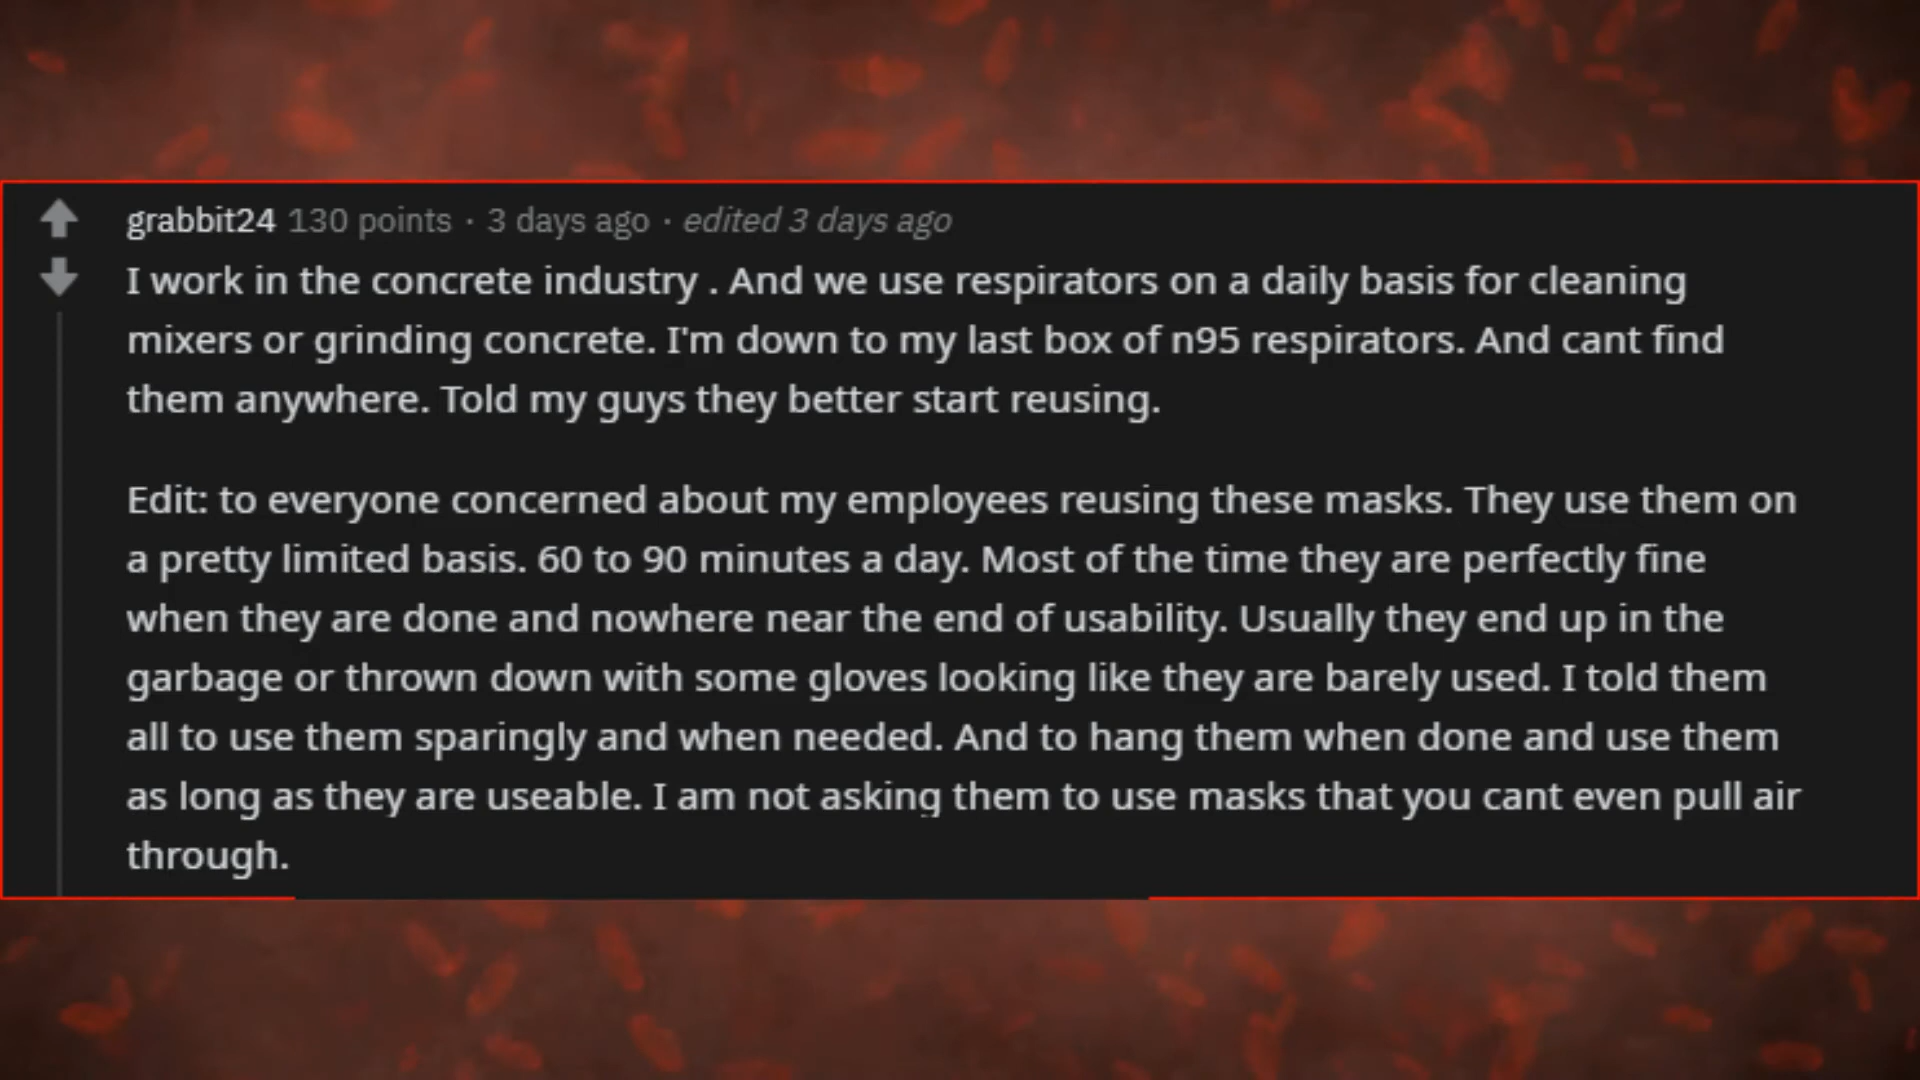 grabbit24 130 points · 3 days ago · edited 3 days ago
I work in the concrete industry . And we use respirators on a daily basis for cleaning
mixers or grinding concrete. I'm down to my last box of n95 respirators. And cant find
them anywhere. Told my guys they better start reusing.
Edit: to everyone concerned about my employees reusing these masks. They use them on
a pretty limited basis. 60 to 90 minutes a day. Most of the time they are perfectly fine
when they are done and nowhere near the end of usability. Usually they end up in the
garbage or thrown down with some gloves looking like they are barely used. I told them
all to use them sparingly and when needed. And to hang them when done and use them
as long as they are useable. I am not asking them to use masks that you cant even pull air
through.